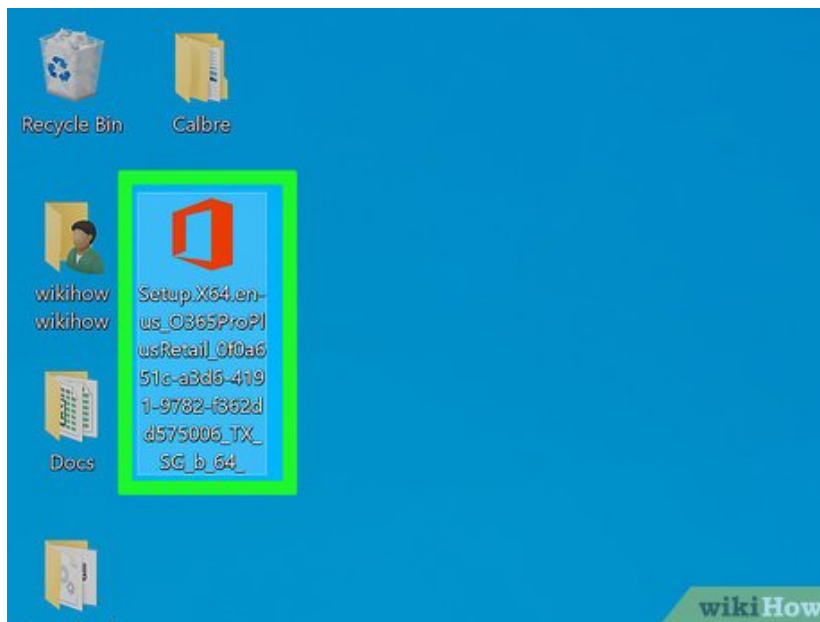 Recycle Bin
Calbre
wikihow
wikihow
Setup.X64.en-
us_O365ProPl
usRetail_0f0a6
51c-a3d6-419
1-9782-f362d
d575006_TX_
SG_b_64_
Docs
wikiHow